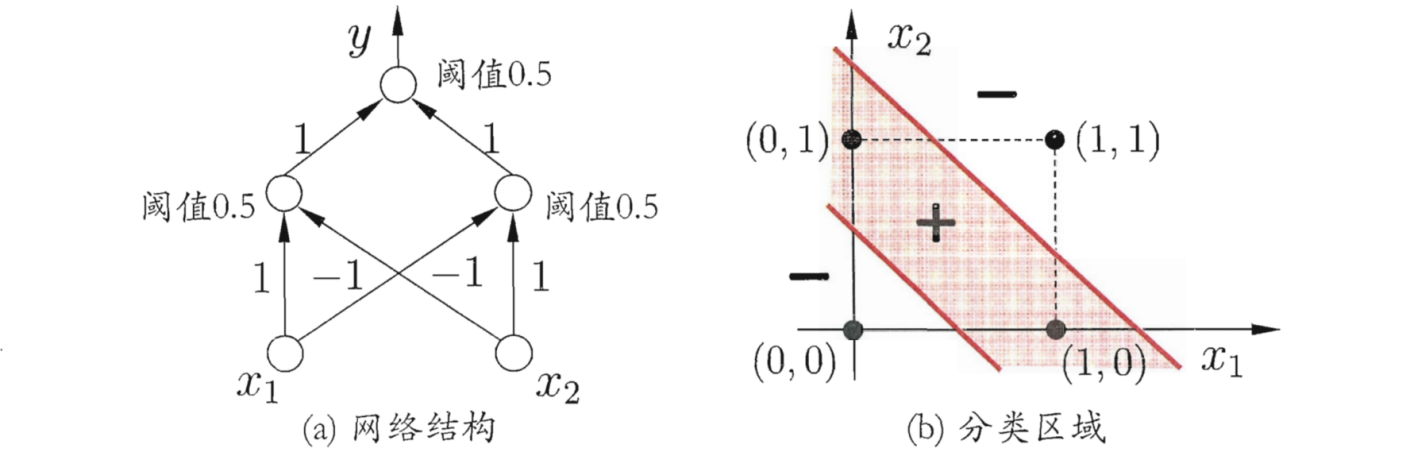 y
阈值0.5
1 1
阈值0.5 阈值0.5
1 −1 −1 1
x₁ x₂
(a) 网络结构
x₂
−
(0, 1) (1, 1)
+
−
(0, 0) (1, 0) x₁
(b) 分类区域